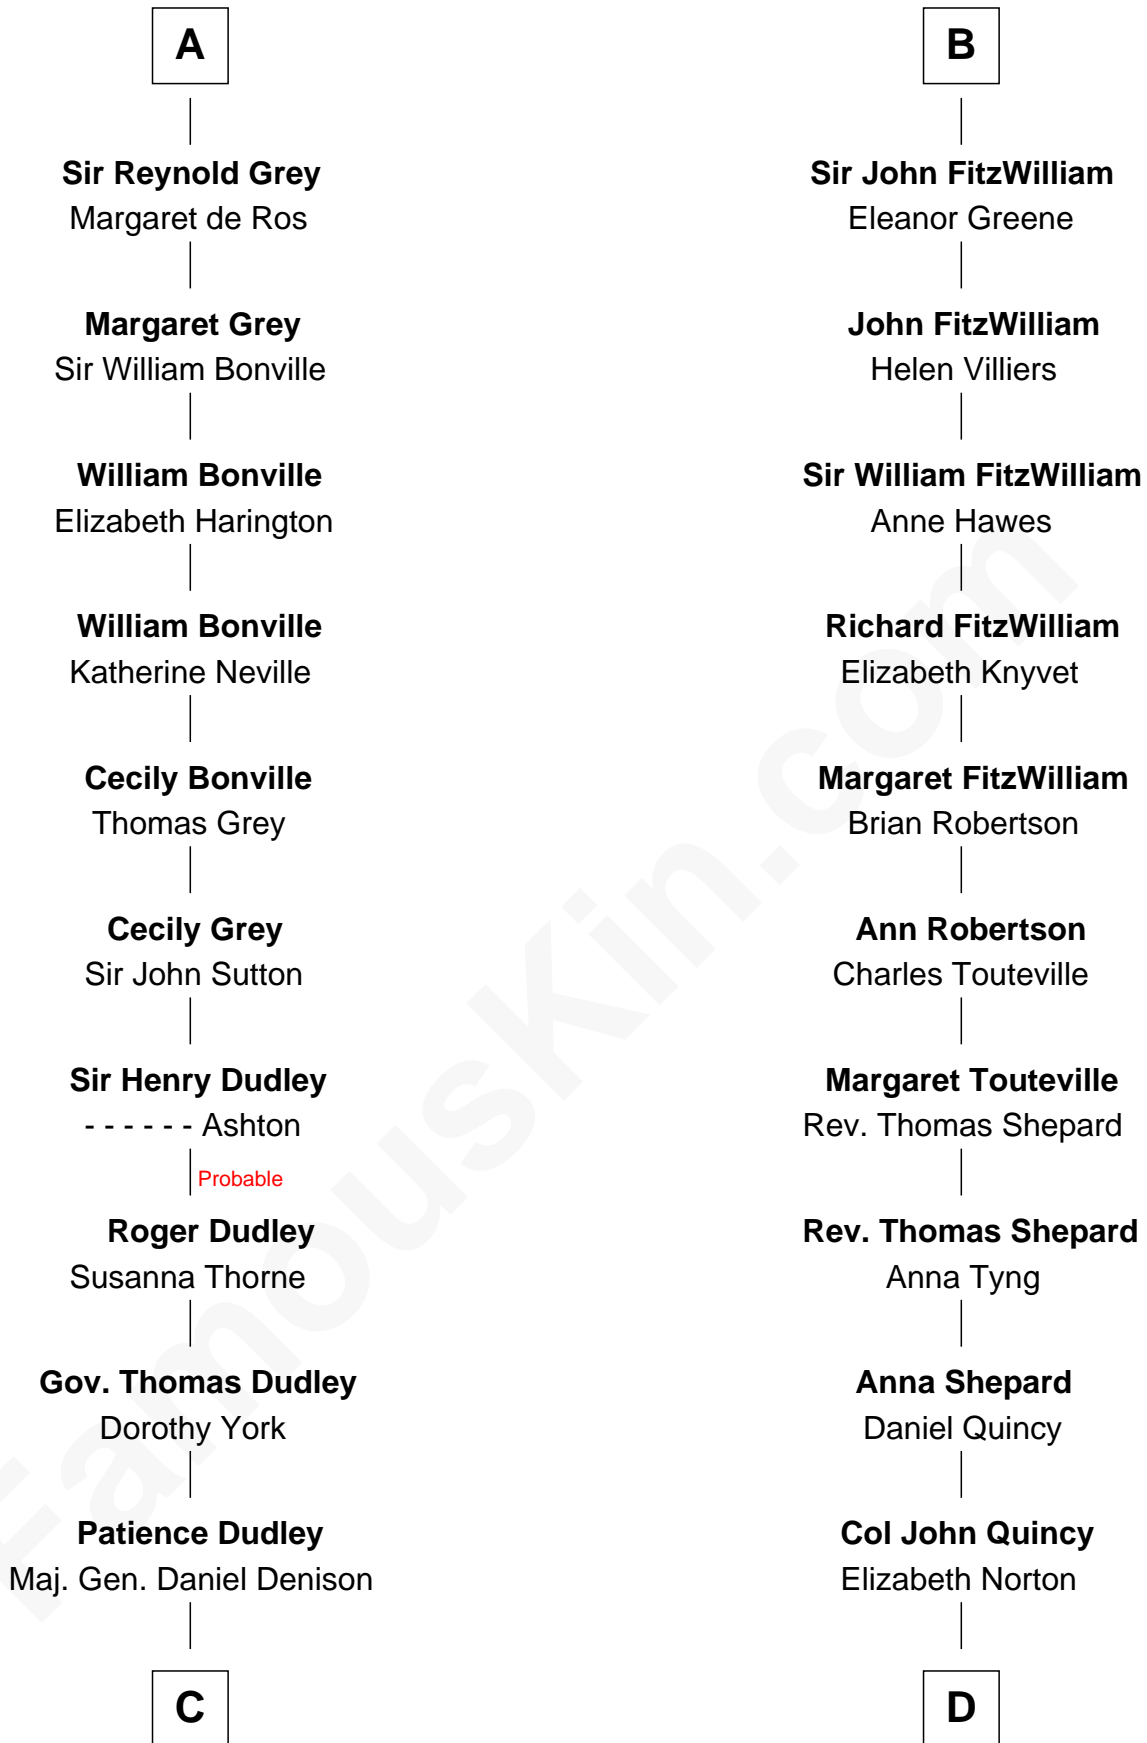 A
Sir Reynold Grey
Margaret de Ros
Margaret Grey
Sir William Bonville
William Bonville
Elizabeth Harington
William Bonville
Katherine Neville
Cecily Bonville
Thomas Grey
Cecily Grey
Sir John Sutton
Sir Henry Dudley
- - - - - - Ashton
Probable
Roger Dudley
Susanna Thorne
Gov. Thomas Dudley
Dorothy York
Patience Dudley
Maj. Gen. Daniel Denison
C
B
Sir John FitzWilliam
Eleanor Greene
John FitzWilliam
Helen Villiers
Sir William FitzWilliam
Anne Hawes
Richard FitzWilliam
Elizabeth Knyvet
Margaret FitzWilliam
Brian Robertson
Ann Robertson
Charles Touteville
Margaret Touteville
Rev. Thomas Shepard
Rev. Thomas Shepard
Anna Tyng
Anna Shepard
Daniel Quincy
Col John Quincy
Elizabeth Norton
D
FamousKin.com